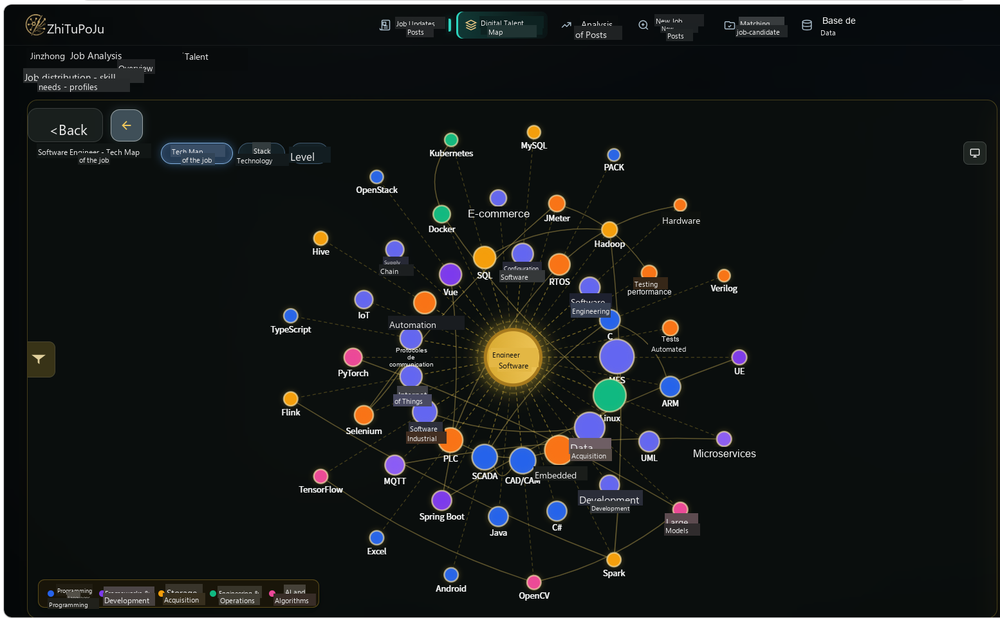 ZhiTuPoJu
Job Updates
Posts
Digital Talent
Map
Analysis
of Posts
New Job
New
Posts
Matching
job-candidate
Base de
Data
Jinzhong Job Analysis
Talent
Overview
Job distribution - skill
needs - profiles
<Back
Software Engineer - Tech Map
of the job
Tech Map
of the job
Stack
Technology
Level
Kubernetes
MySQL
PACK
OpenStack
E-commerce
JMeter
Hardware
Docker
Hadoop
Hive
Supply
Chain
SQL
Configuration
Software
RTOS
Testing
performance
Verilog
Vue
Software
Engineering
IoT
Automation
C
TypeScript
Tests
Automated
Protocoles
de
communication
Engineer
Software
PyTorch
UE
MES
Internet
of Things
ARM
Flink
Linux
Selenium
Software
Industrial
Data
Acquisition
Microservices
PLC
UML
SCADA
CAD/CAM
Embedded
MQTT
TensorFlow
Development
Development
Spring Boot
Java
C#
Large
Models
Excel
Spark
Android
OpenCV
Programming
Languages
Programming
Frameworks &
Development
Storage
Acquisition
Engineering &
Operations
AI and
Algorithms